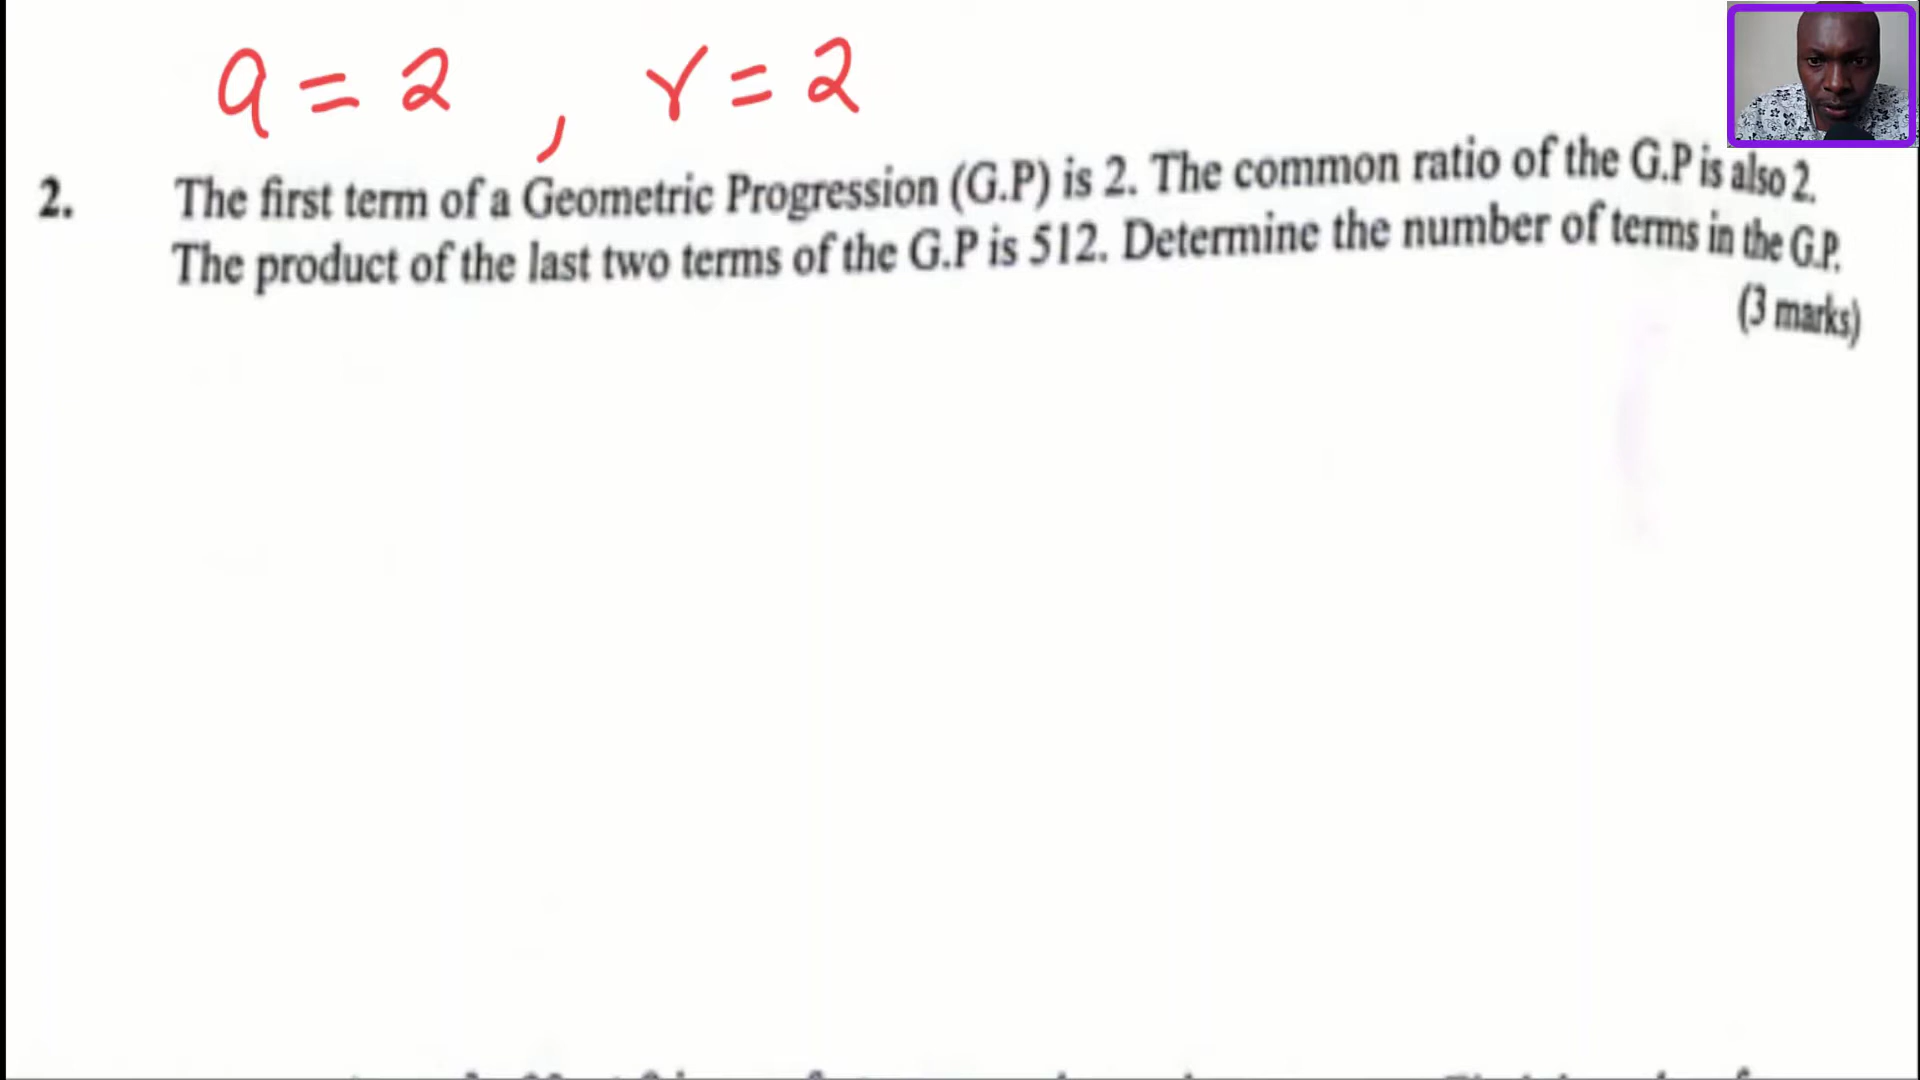 a = 2 , r = 2
2. The first term of a Geometric Progression (G.P) is 2. The common ratio of the G.P is also 2.
The product of the last two terms of the G.P is 512. Determine the number of terms in the G.P.
(3 marks)